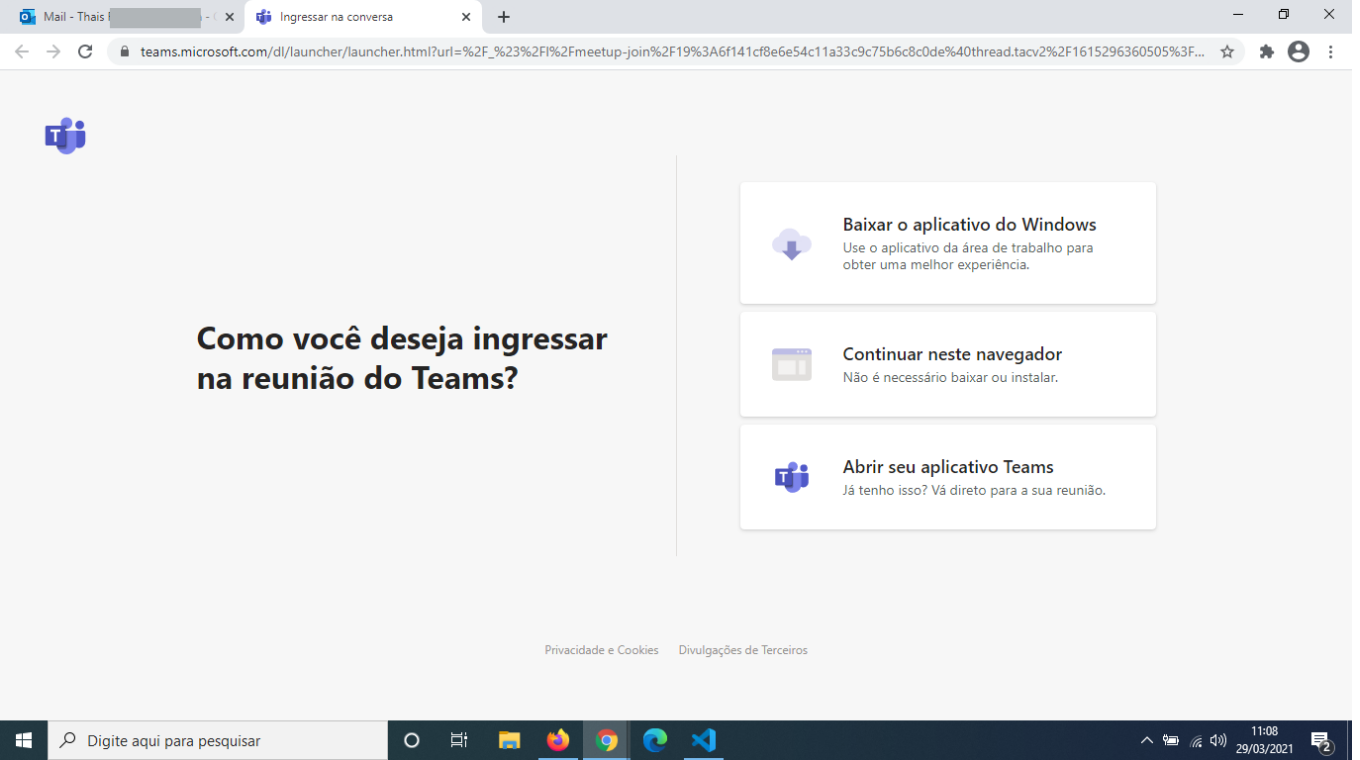 Mail - Thais
Ingressar na conversa
teams.microsoft.com/dl/launcher/launcher.html?url=%2F_%23%2Fl%2Fmeetup-join%2F19%3A6f141cf8e6e54c11a33c9c75b6c8c0de%40thread.tacv2%2F1615296360505%3F...
T
Como você deseja ingressar
na reunião do Teams?
Baixar o aplicativo do Windows
Use o aplicativo da área de trabalho para
obter uma melhor experiência.
Continuar neste navegador
Não é necessário baixar ou instalar.
T
Abrir seu aplicativo Teams
Já tenho isso? Vá direto para a sua reunião.
Privacidade e Cookies
Divulgações de Terceiros
Digite aqui para pesquisar
11:08
29/03/2021
2